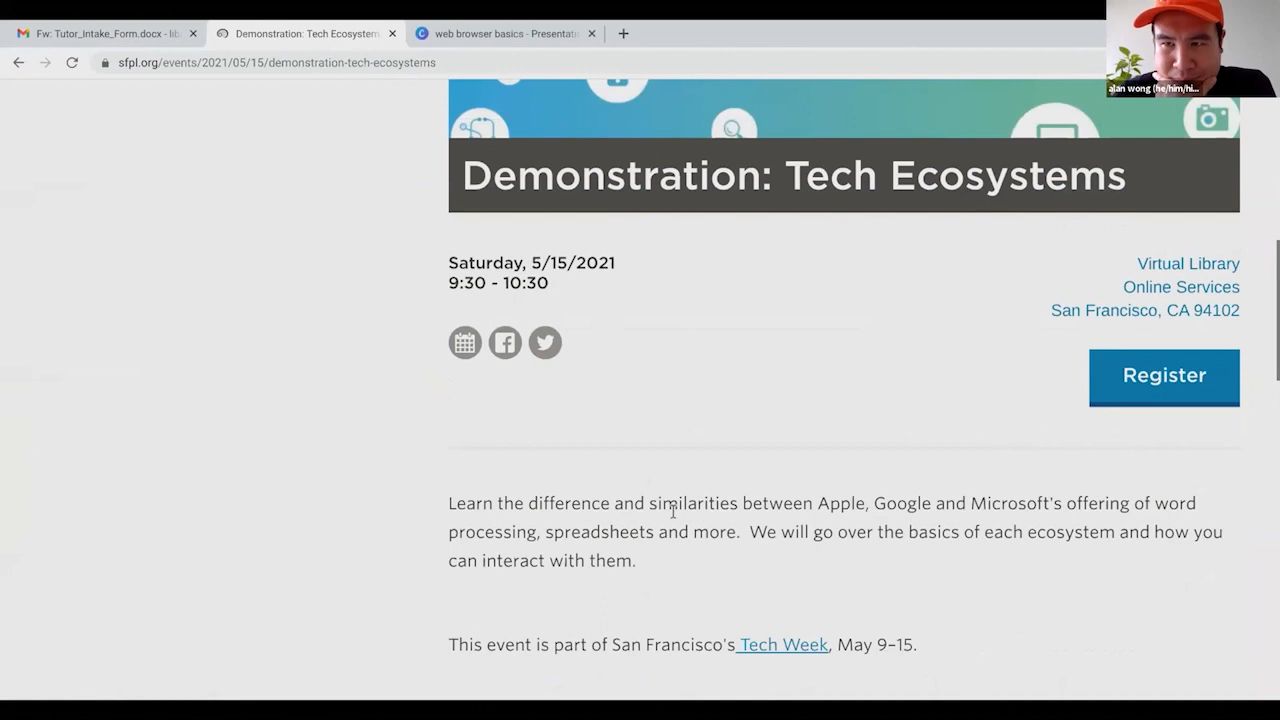 Fw: Tutor_Intake_Form.docx - lib
Demonstration: Tech Ecosystem
web browser basics - Presentati
sfpl.org/events/2021/05/15/demonstration-tech-ecosystems
alan wong (he/him/hi...
Demonstration: Tech Ecosystems
Saturday, 5/15/2021
9:30 - 10:30
Virtual Library
Online Services
San Francisco, CA 94102
Register
Learn the difference and similarities between Apple, Google and Microsoft's offering of word
processing, spreadsheets and more. We will go over the basics of each ecosystem and how you
can interact with them.
This event is part of San Francisco's Tech Week, May 9–15.